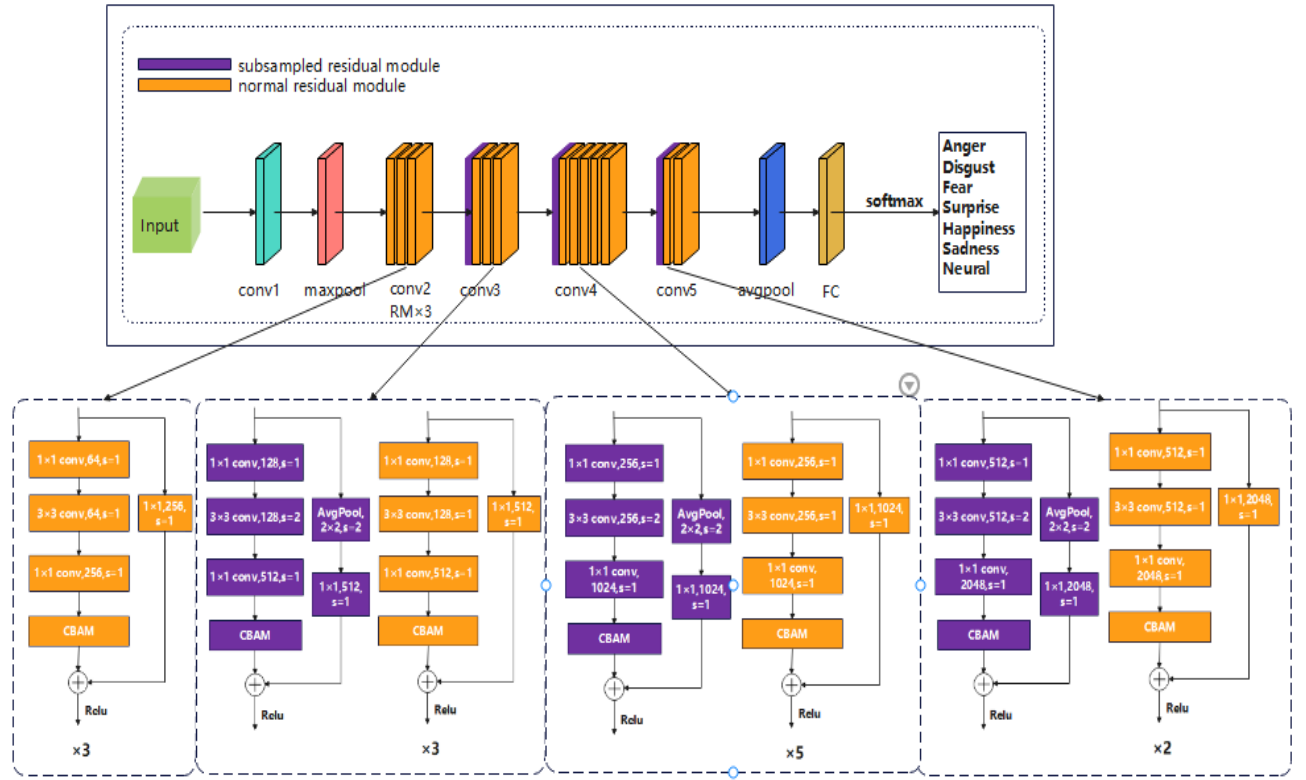 subsampled residual module
normal residual module
Input
conv1
maxpool
conv2
RM×3
conv3
conv4
conv5
avgpool
FC
softmax
Anger
Disgust
Fear
Surprise
Happiness
Sadness
Neural
1×1 conv,64,s=1
3×3 conv,64,s=1
1×1 conv,256,s=1
CBAM
1×1,256,
s=1
Relu
×3
1×1 conv,128,s=1
3×3 conv,128,s=2
1×1 conv,512,s=1
CBAM
AvgPool,
2×2,s=2
1×1,512,
s=1
Relu
1×1 conv,128,s=1
3×3 conv,128,s=1
1×1 conv,512,s=1
CBAM
1×1,512,
s=1
Relu
×3
1×1 conv,256,s=1
3×3 conv,256,s=2
1×1 conv,
1024,s=1
CBAM
AvgPool,
2×2,s=2
1×1,1024,
s=1
Relu
1×1 conv,256,s=1
3×3 conv,256,s=1
1×1 conv,
1024,s=1
CBAM
1×1,1024,
s=1
Relu
×5
1×1 conv,512,s=1
3×3 conv,512,s=2
1×1 conv,
2048,s=1
CBAM
AvgPool,
2×2,s=2
1×1,2048,
s=1
Relu
1×1 conv,512,s=1
3×3 conv,512,s=1
1×1 conv,
2048,s=1
CBAM
1×1,2048,
s=1
Relu
×2